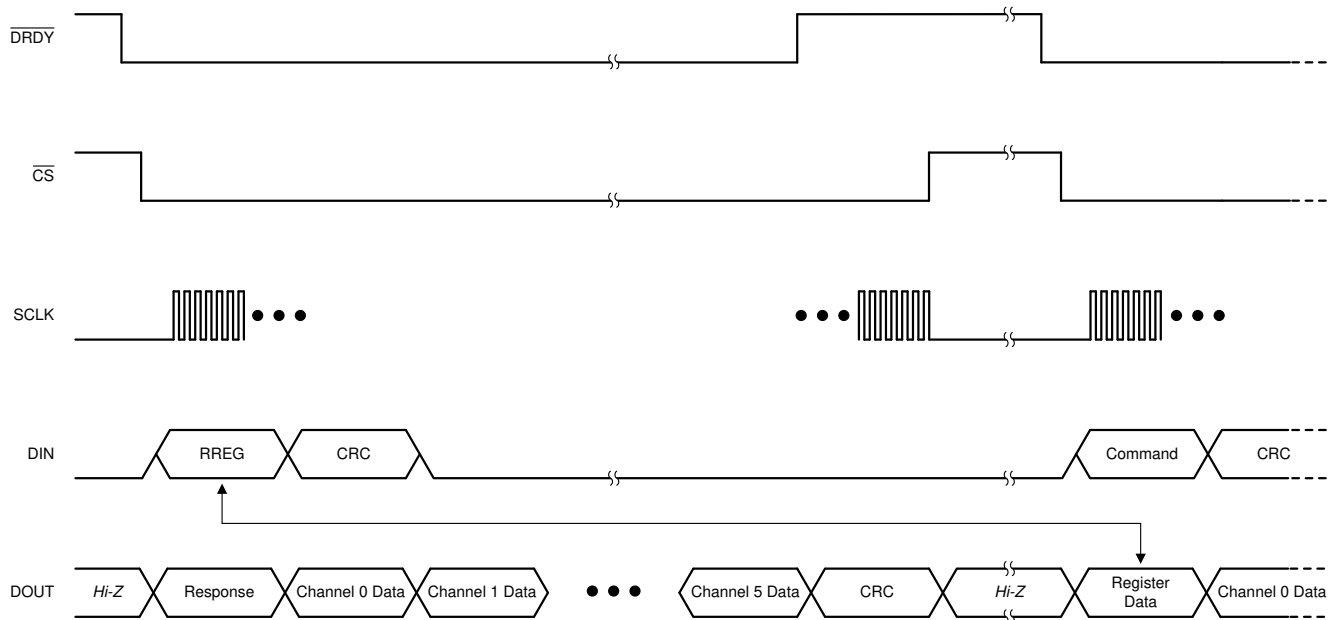 DRDY
CS
SCLK
DIN
RREG
CRC
Command
CRC
DOUT
Hi-Z
Response
Channel 0 Data
Channel 1 Data
Channel 5 Data
CRC
Hi-Z
Register
Data
Channel 0 Data